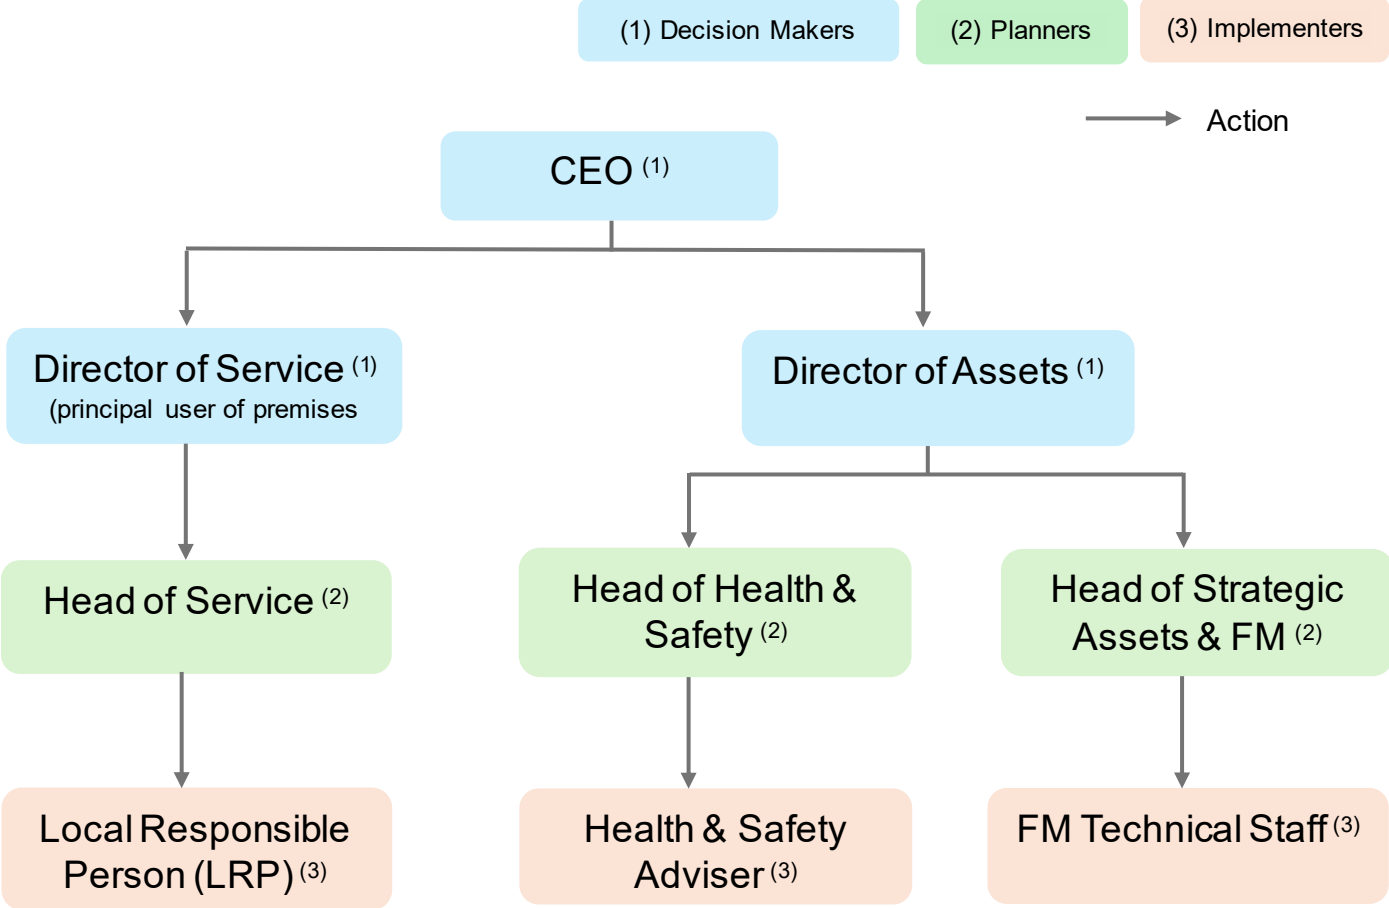 (1) Decision Makers
(2) Planners
(3) Implementers
Action
CEO (1)
Director of Service (1)
(principal user of premises
Director of Assets (1)
Head of Service (2)
Head of Health &
Safety (2)
Head of Strategic
Assets & FM (2)
Local Responsible
Person (LRP) (3)
Health & Safety
Adviser (3)
FM Technical Staff (3)